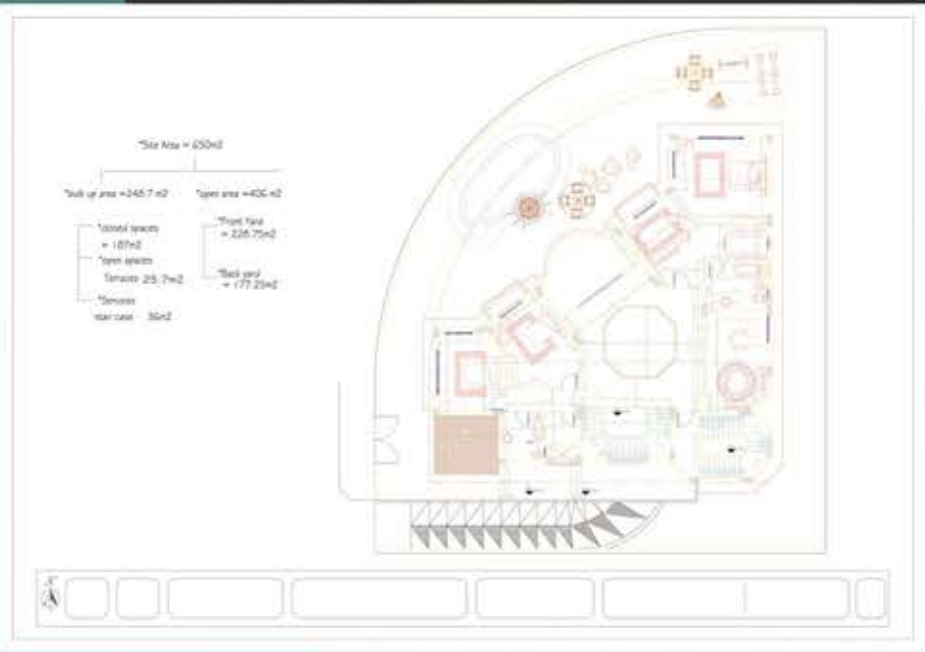 *Site Area = 650m2
*built up area =248.7 m2
*open area =406 m2
*closed spaces
= 187m2
*open spaces
Terraces 25.7m2
*Services
stair case 36m2
*Front Yard
= 228.75m2
*Back yard
= 177.25m2